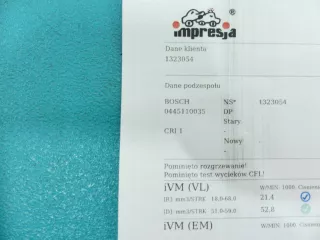 impresja
Dane klienta
1323054
Dane podzespołu
BOSCH NS* t323054
0445110035 DP
Stary
CRI 1 -
Nowy
-
Pominięto rozgrzewanie!
Pominięto test wycieków CFL!
iVM (VL)
21.4
52.8
iVM (EM)